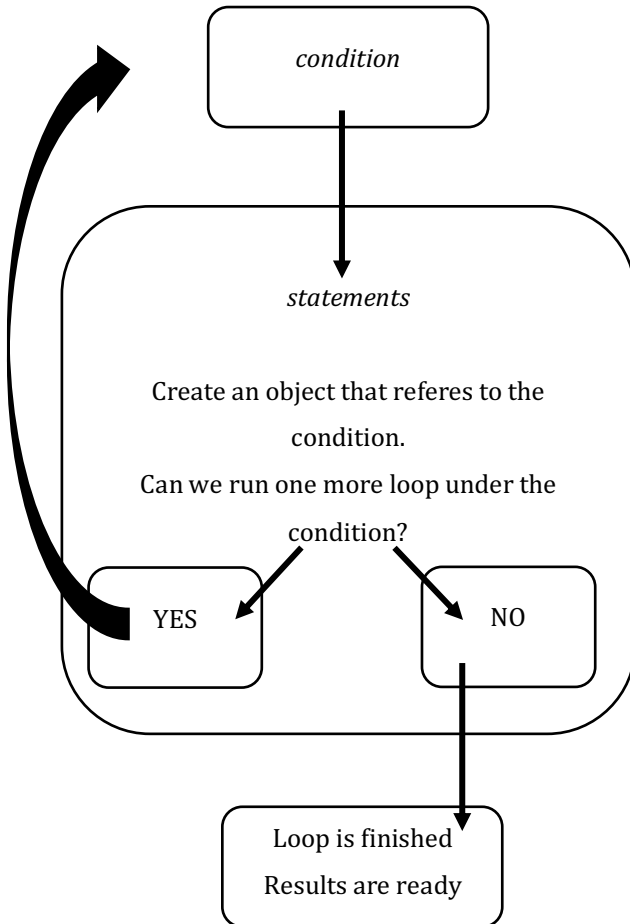 condition
statements
Create an object that referes to the
condition.
Can we run one more loop under the
condition?
YES
NO
Loop is finished
Results are ready